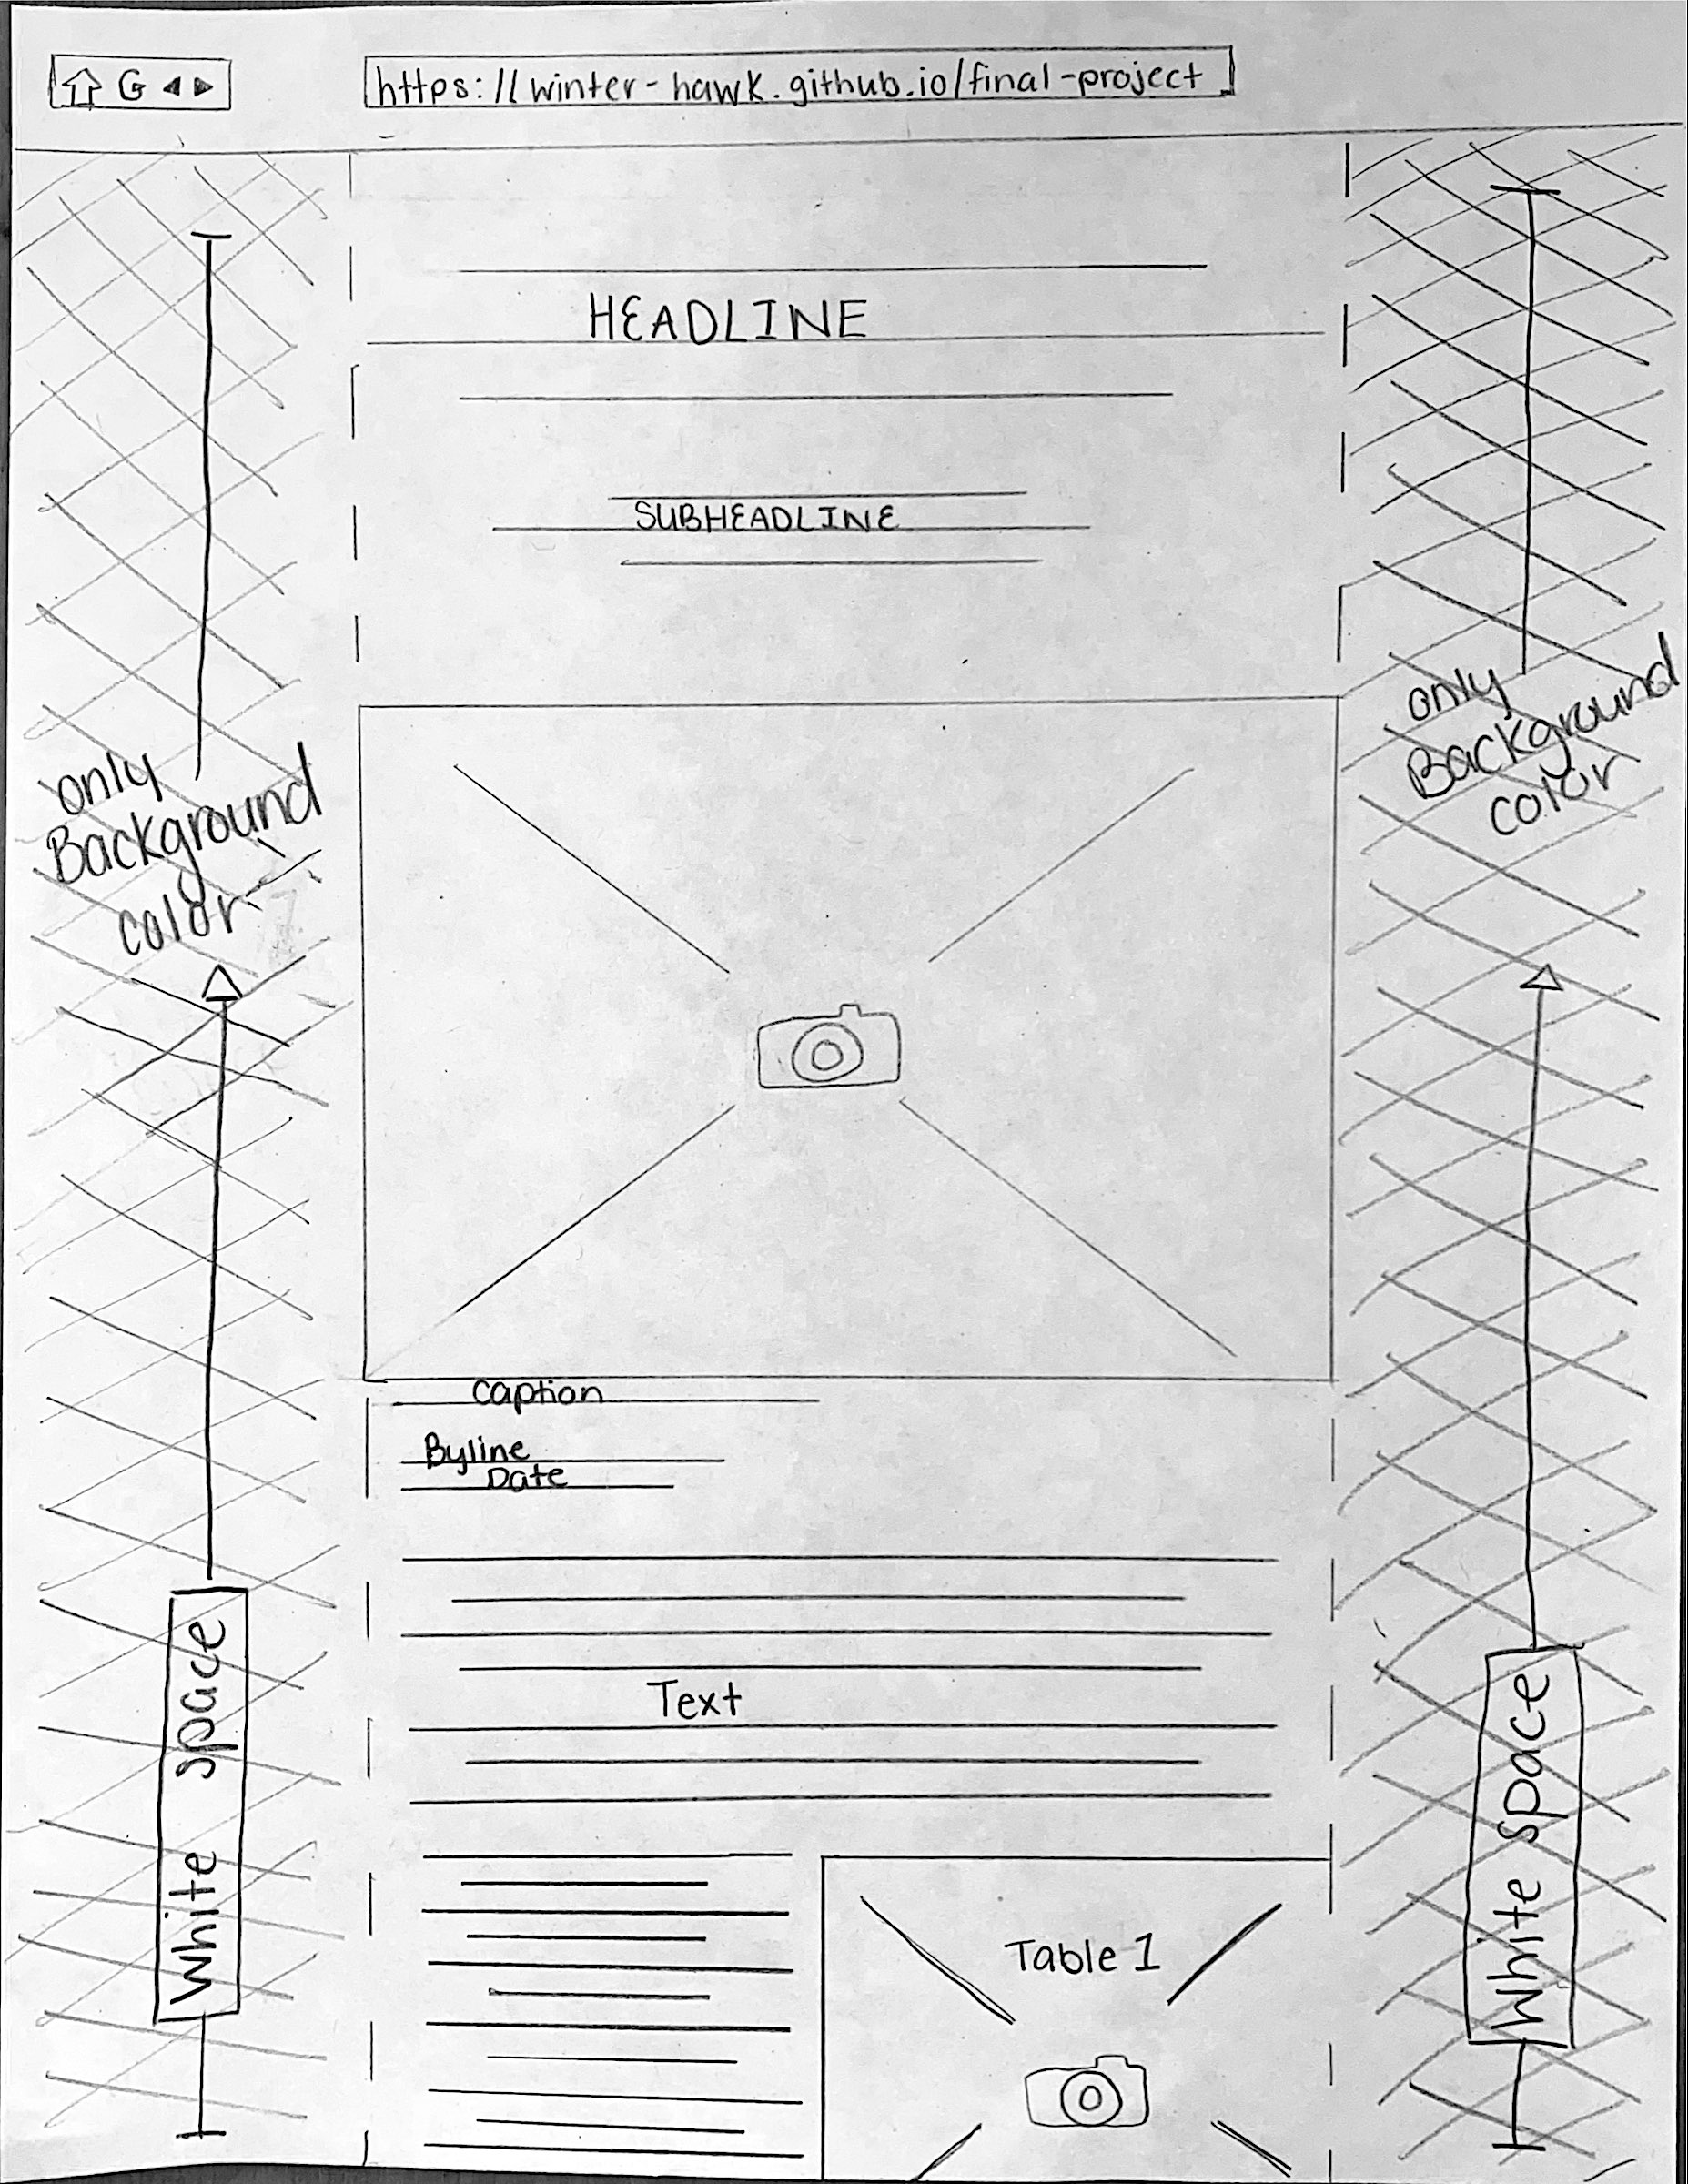 G
https://winter-hawk.github.io/final-project
HEADLINE
SUBHEADLINE
only
Background
color
only
Background
color
caption
Byline
Date
White space
Text
White space
Table 1